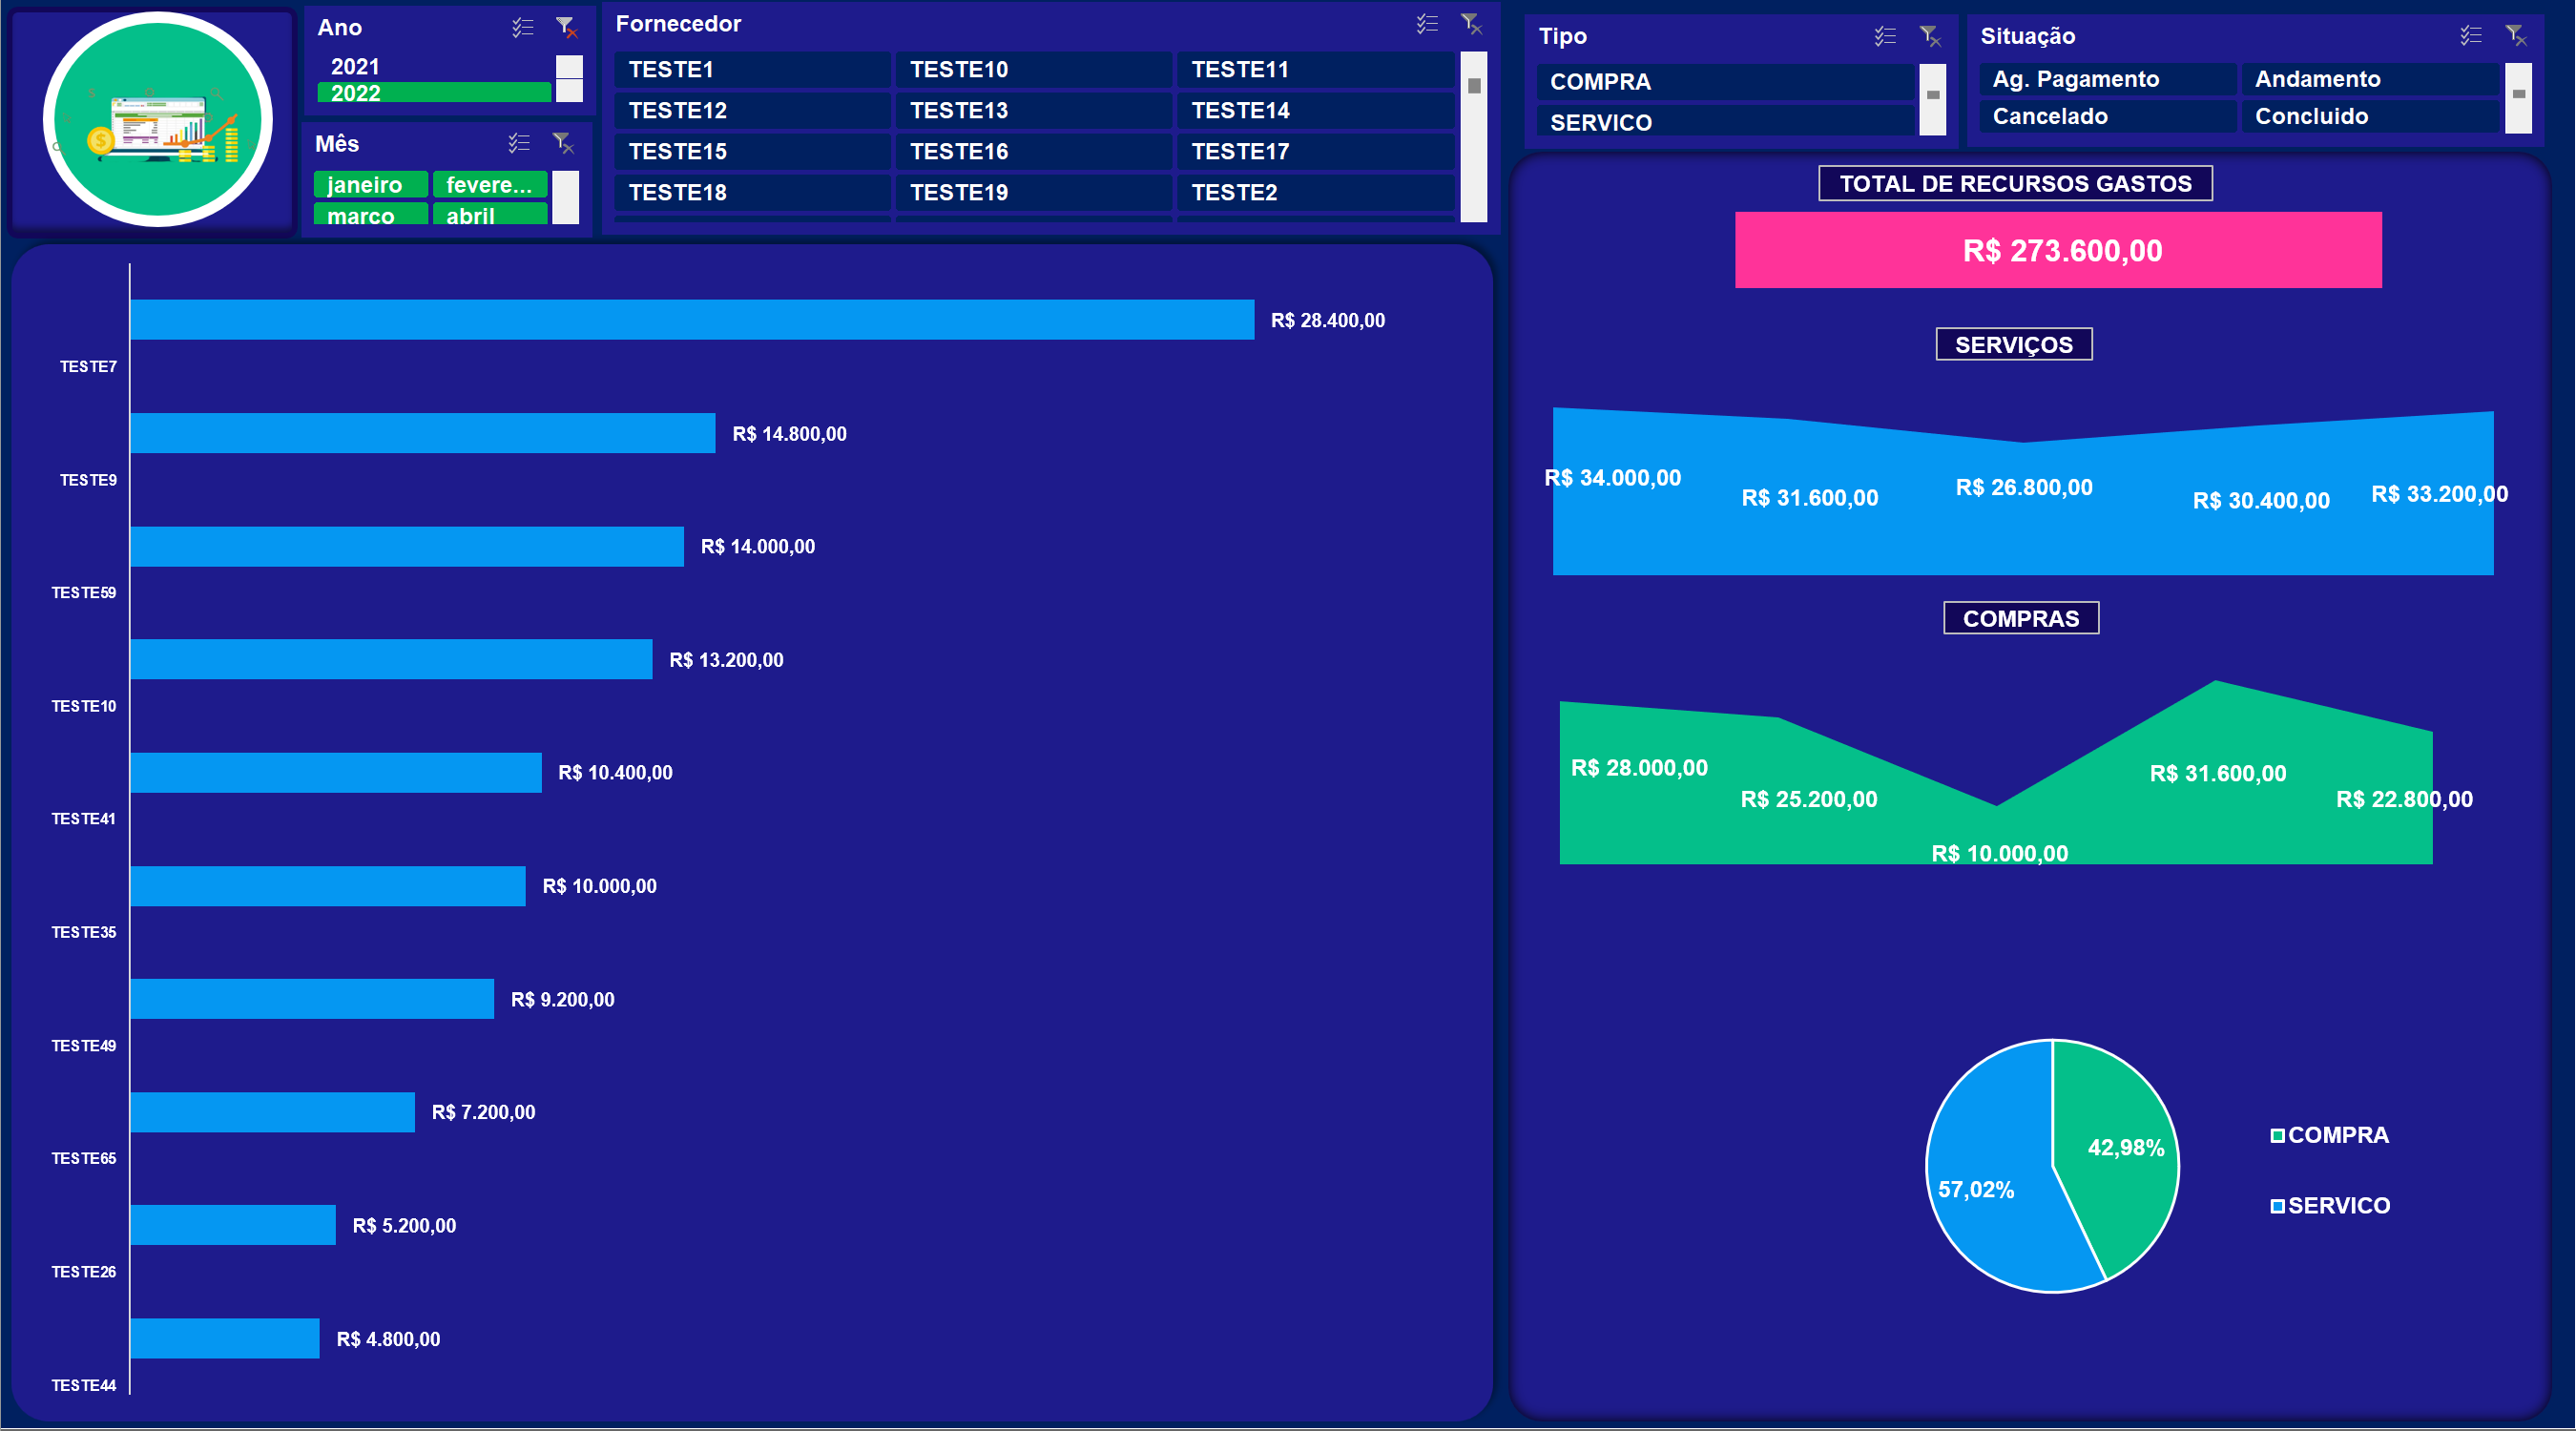 Ano
2021
2022
Mês
janeiro
fevere...
março
abril
Fornecedor
TESTE1
TESTE10
TESTE11
TESTE12
TESTE13
TESTE14
TESTE15
TESTE16
TESTE17
TESTE18
TESTE19
TESTE2
Tipo
COMPRA
SERVICO
Situação
Ag. Pagamento
Andamento
Cancelado
Concluido
R$ 28.400,00
TESTE7
R$ 14.800,00
TESTE9
R$ 14.000,00
TESTE59
R$ 13.200,00
TESTE10
R$ 10.400,00
TESTE41
R$ 10.000,00
TESTE35
R$ 9.200,00
TESTE49
R$ 7.200,00
TESTE65
R$ 5.200,00
TESTE26
R$ 4.800,00
TESTE44
TOTAL DE RECURSOS GASTOS
R$ 273.600,00
SERVIÇOS
R$ 34.000,00
R$ 31.600,00
R$ 26.800,00
R$ 30.400,00
R$ 33.200,00
COMPRAS
R$ 28.000,00
R$ 25.200,00
R$ 10.000,00
R$ 31.600,00
R$ 22.800,00
42,98%
57,02%
COMPRA
SERVICO